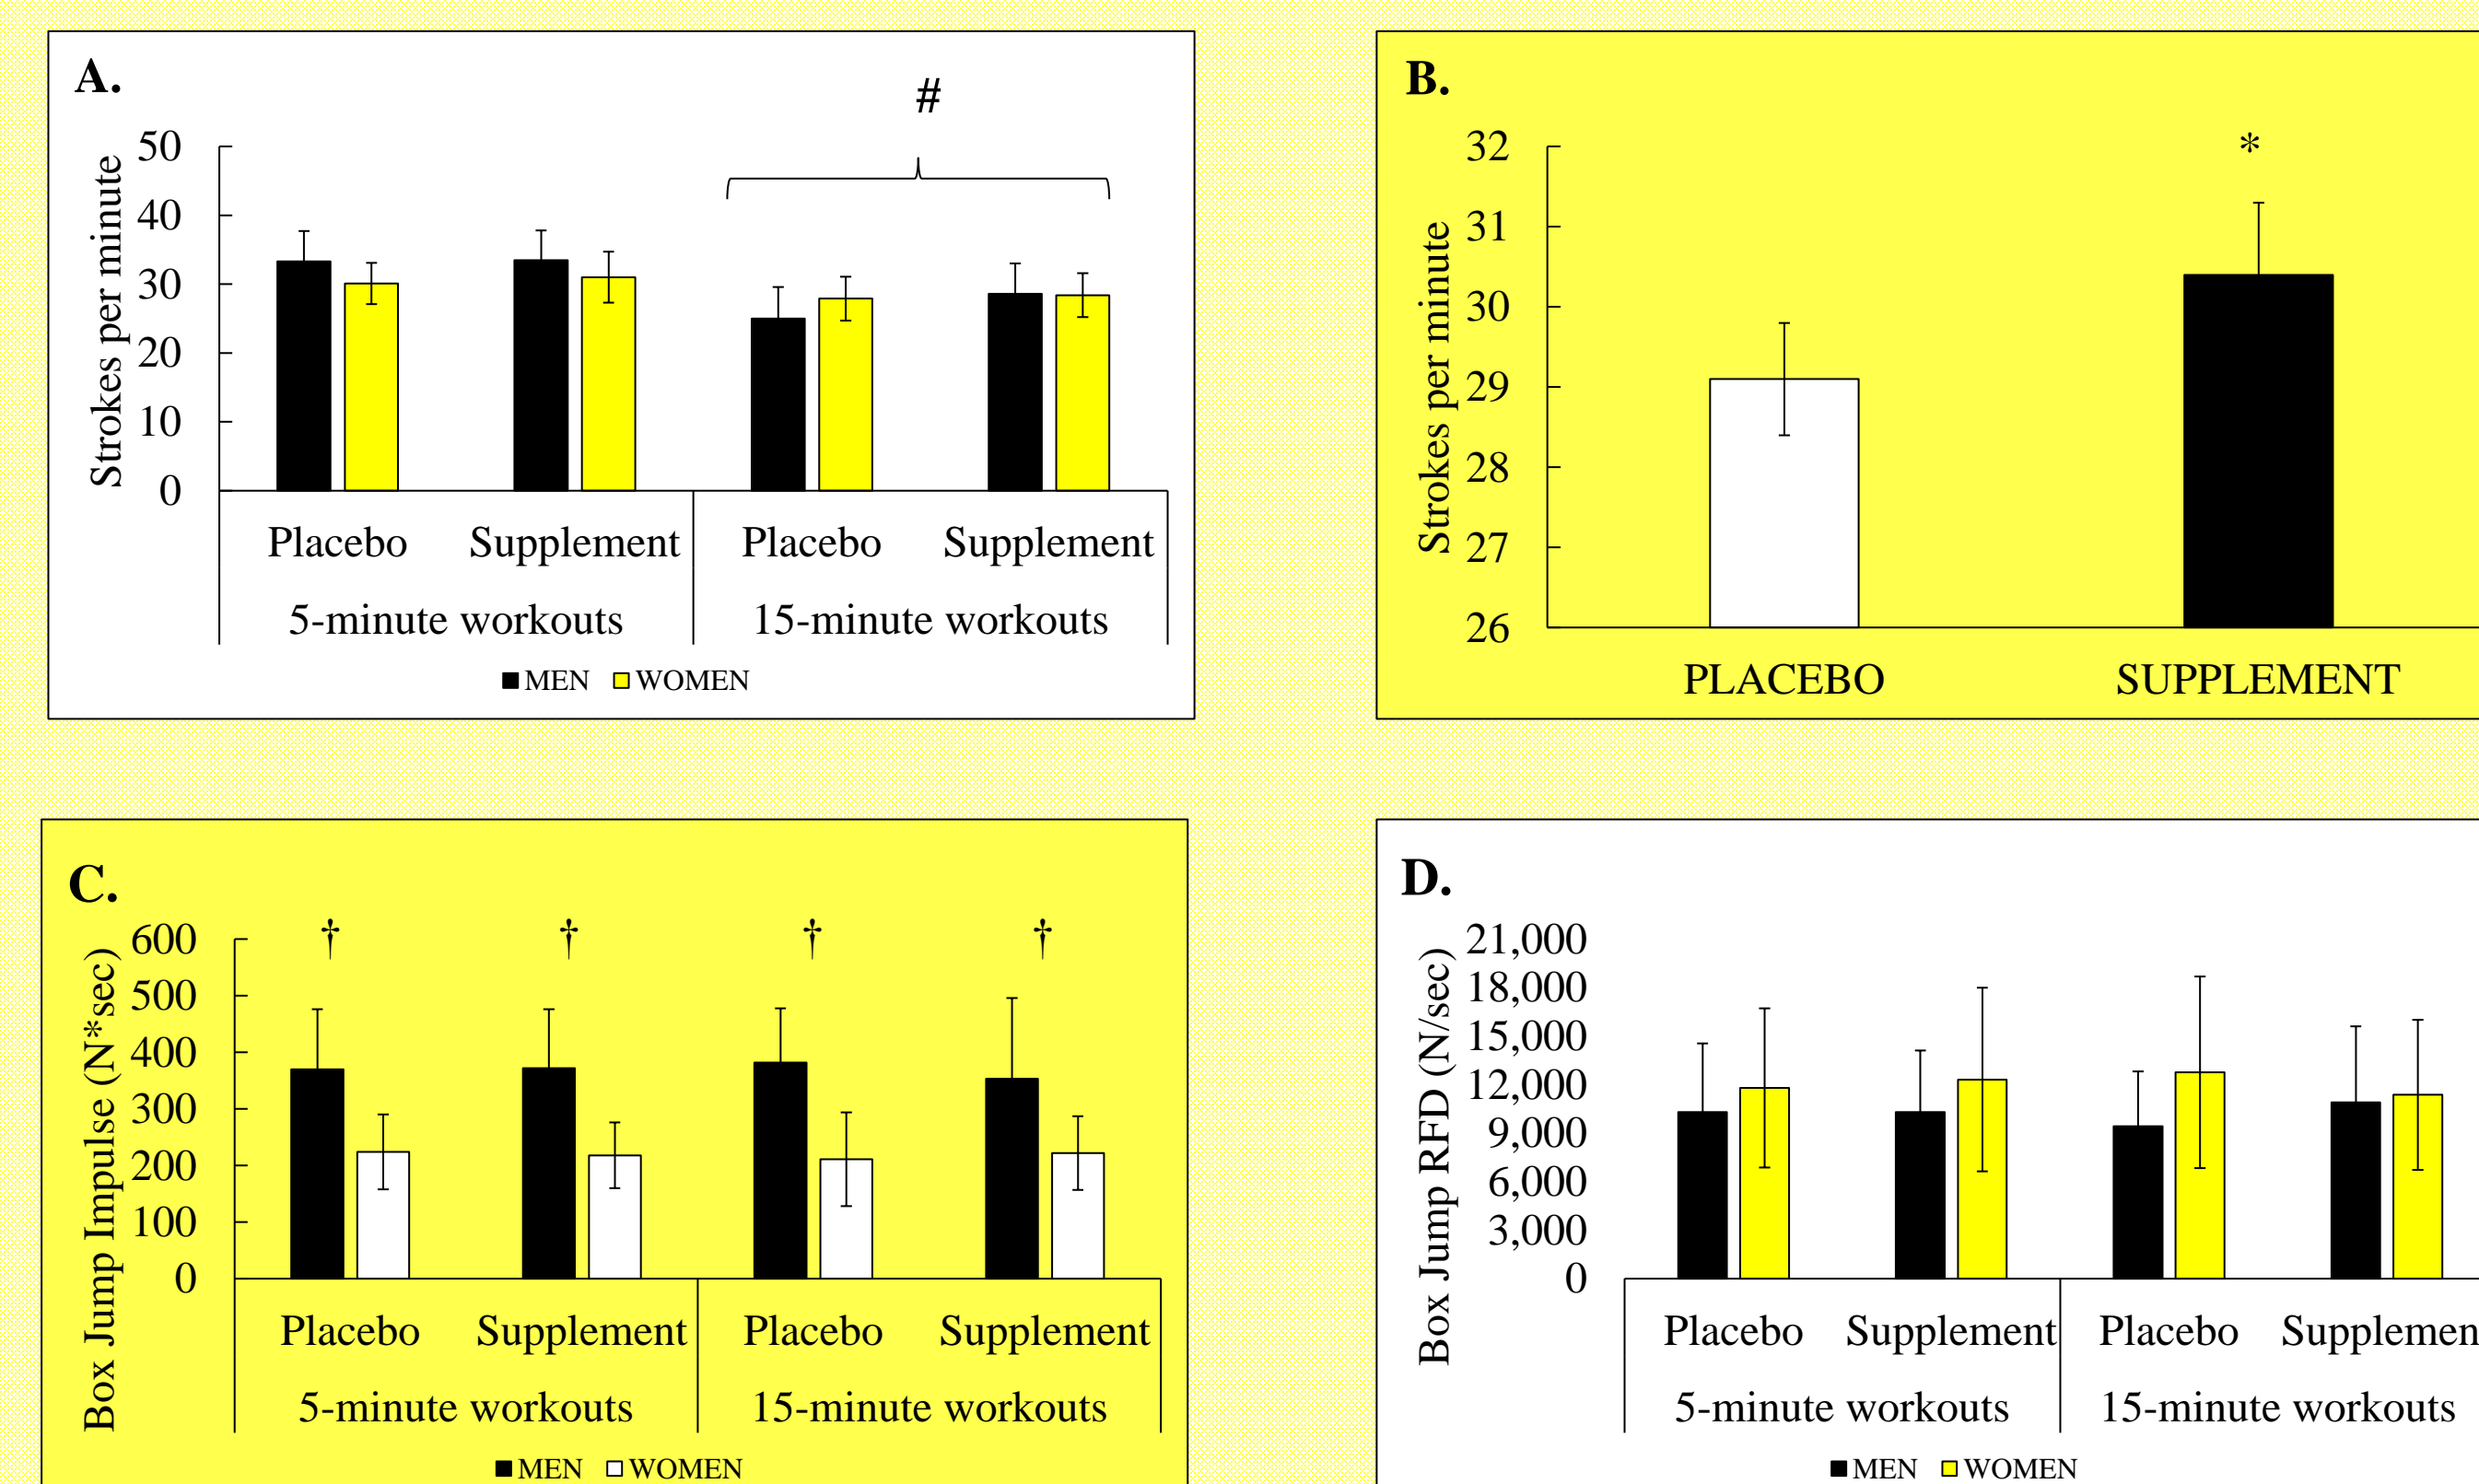 A.
#
Strokes per minute
50
40
30
20
10
0
Placebo Supplement Placebo Supplement
5-minute workouts 15-minute workouts
MEN WOMEN
B.
*
Strokes per minute
32
31
30
29
28
27
26
PLACEBO SUPPLEMENT
C.
† † † †
Box Jump Impulse (N*sec)
600
500
400
300
200
100
0
Placebo Supplement Placebo Supplement
5-minute workouts 15-minute workouts
MEN WOMEN
D.
Box Jump RFD (N/sec)
21,000
18,000
15,000
12,000
9,000
6,000
3,000
0
Placebo Supplement Placebo Supplemen
5-minute workouts 15-minute workouts
MEN WOMEN